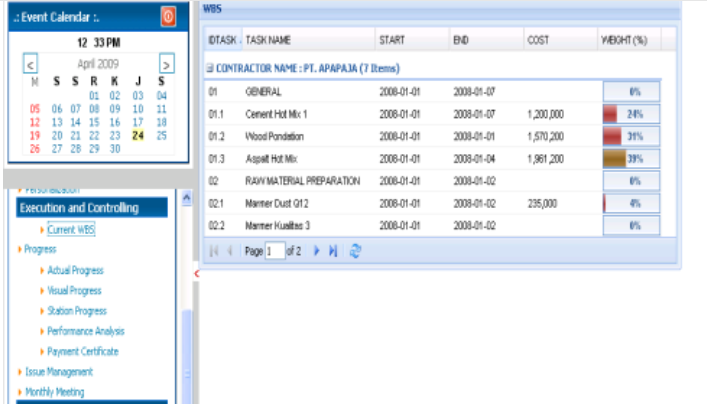 .: Event Calendar :.
12 33 PM
< April 2009 >
M S S R K J S
01 02 03 04
05 06 07 08 09 10 11
12 13 14 15 16 17 18
19 20 21 22 23 24 25
26 27 28 29 30
Personalization
Execution and Controlling
Current WBS
Progress
Actual Progress
Visual Progress
Station Progress
Performance Analysis
Payment Certificate
Issue Management
Monthly Meeting
WBS
IDTASK TASK NAME START END COST WEIGHT (%)
CONTRACTOR NAME : PT. APAPAJA (7 Items)
01 GENERAL 2008-01-01 2008-01-07 0%
01.1 Cement Hot Mix 1 2008-01-01 2008-01-07 1,200,000 24%
01.2 Wood Pondation 2008-01-01 2008-01-01 1,570,200 31%
01.3 Aspalt Hot Mix 2008-01-01 2008-01-04 1,961,200 39%
02 RAW MATERIAL PREPARATION 2008-01-01 2008-01-02 0%
02.1 Marmer Dust Q12 2008-01-01 2008-01-02 235,000 4%
02.2 Marmer Kualitas 3 2008-01-01 2008-01-02 0%
Page 1 of 2